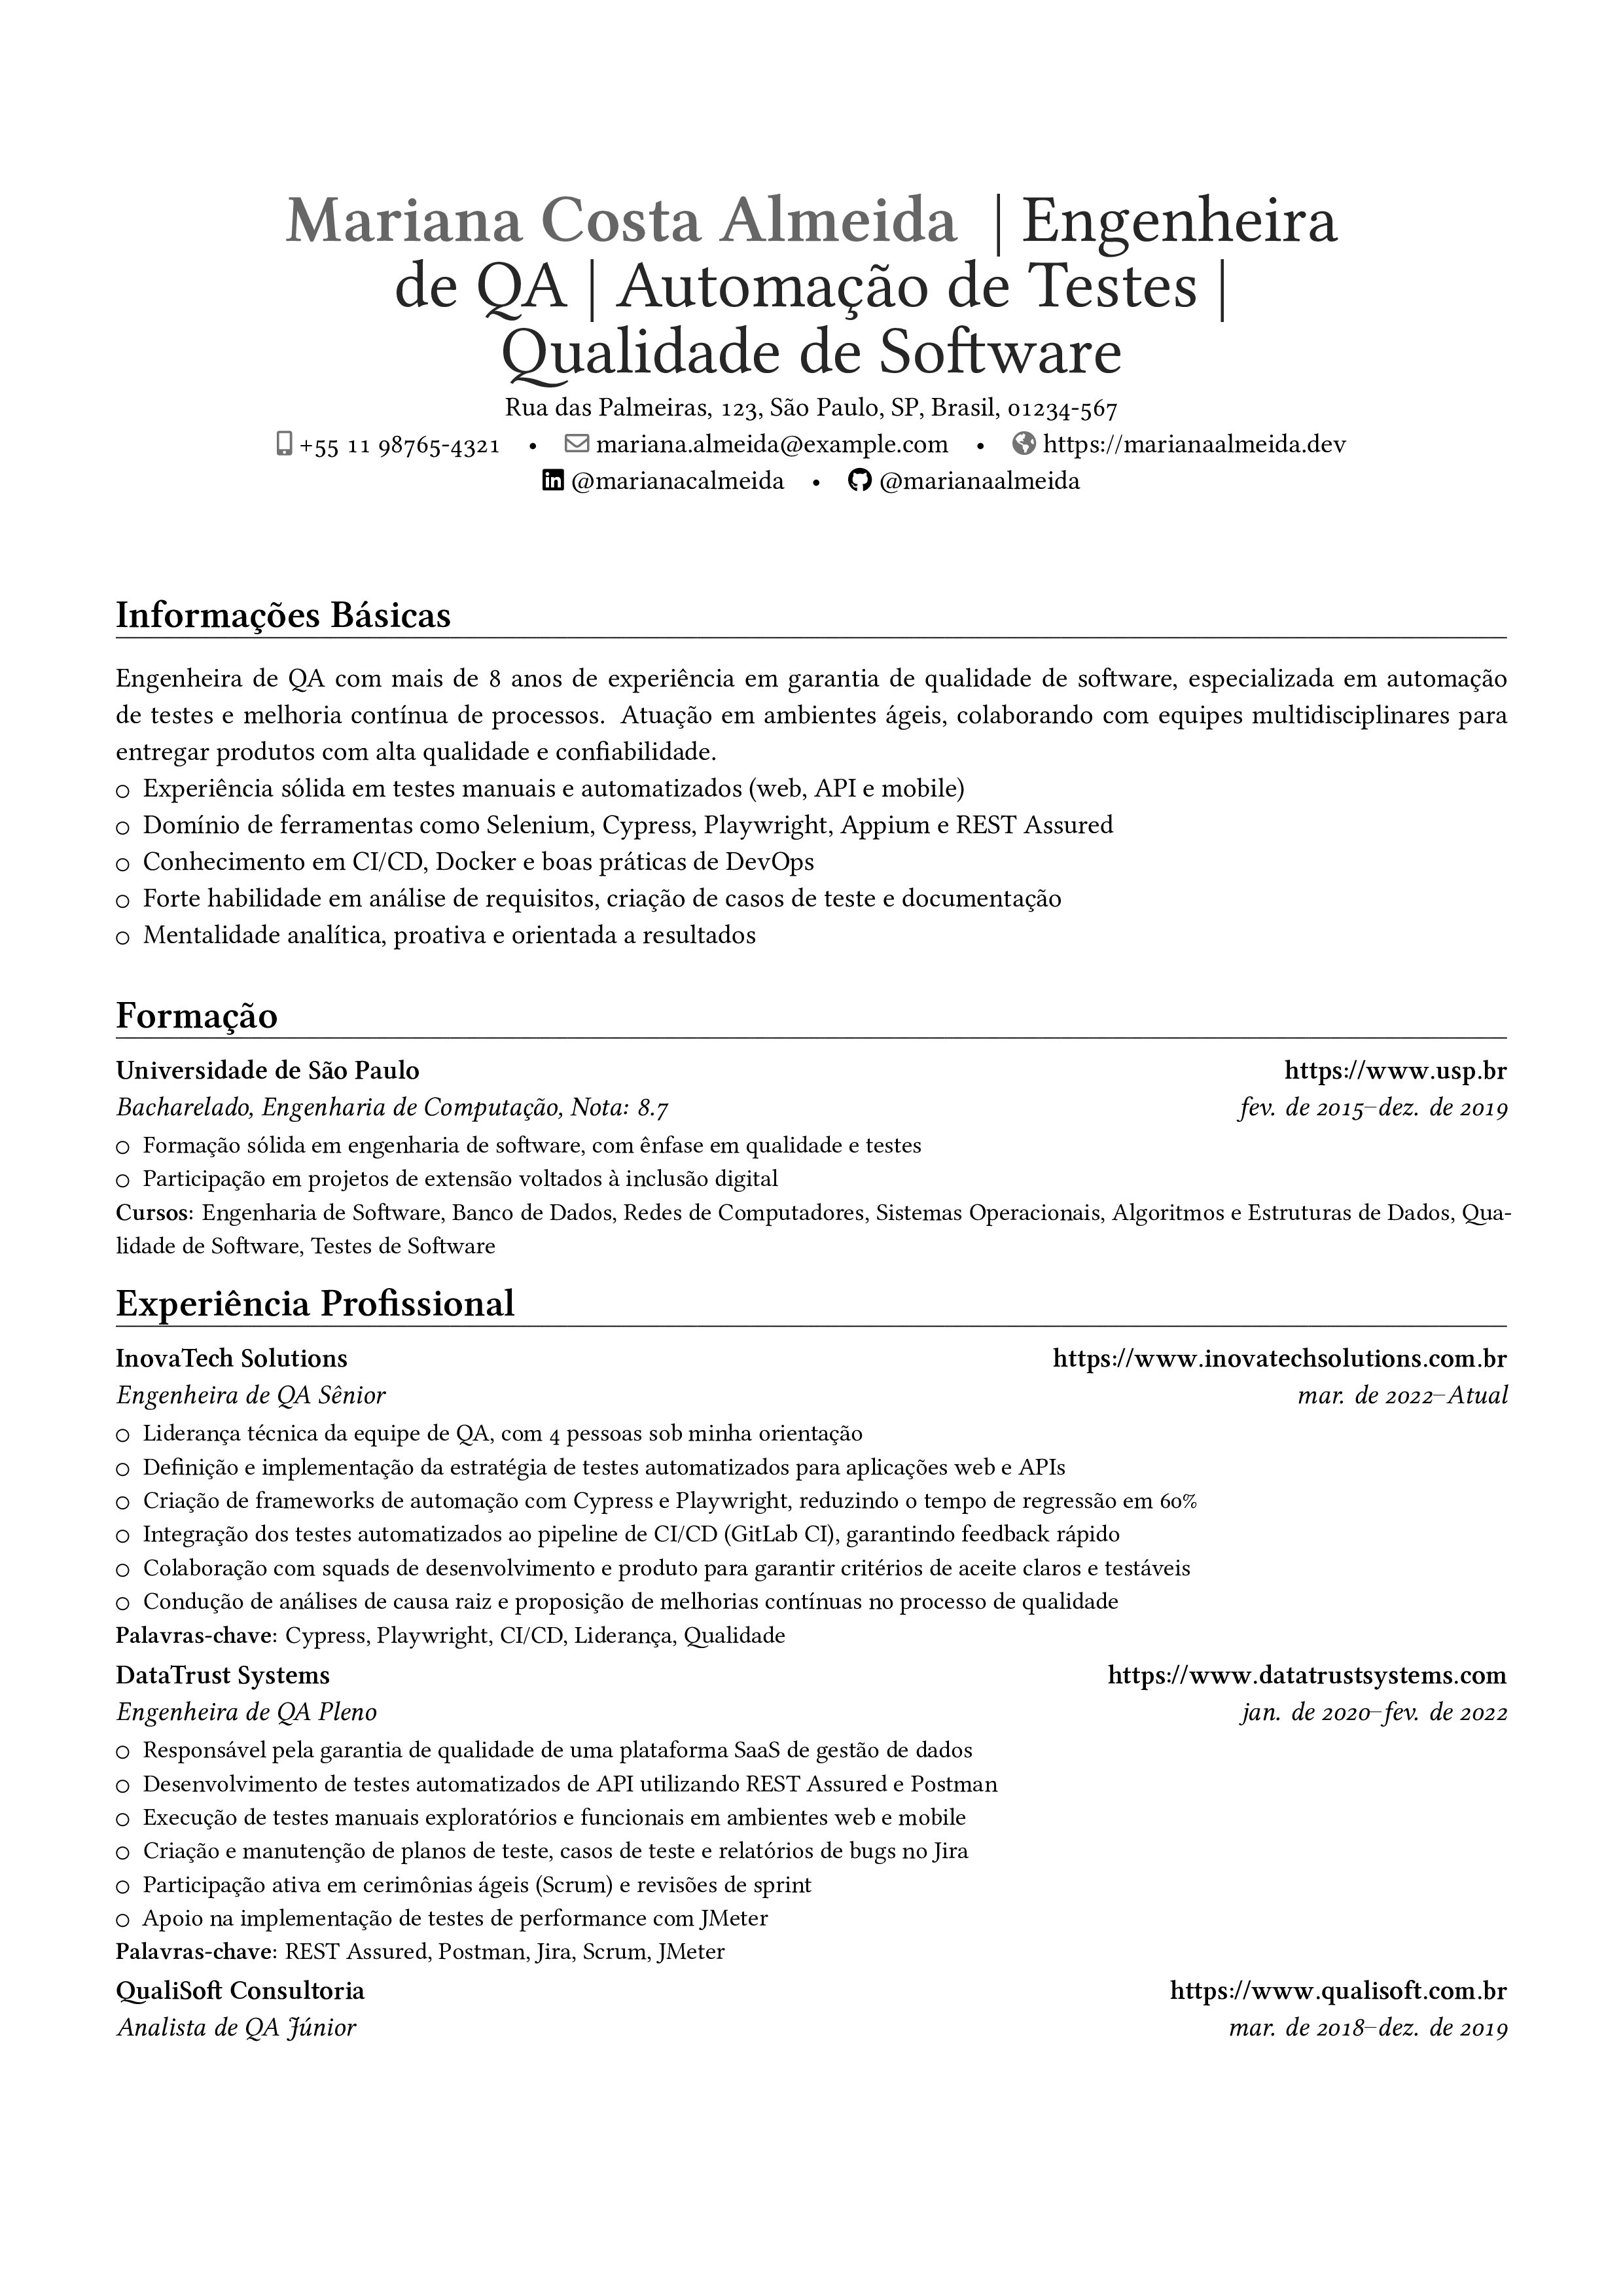 Mariana Costa Almeida | Engenheira
de QA | Automação de Testes |
Qualidade de Software
Rua das Palmeiras, 123, São Paulo, SP, Brasil, 01234-567
+55 11 98765-4321 • mariana.almeida@example.com • https://marianaalmeida.dev
@marianacalmeida • @marianaalmeida
Informações Básicas
Engenheira de QA com mais de 8 anos de experiência em garantia de qualidade de software, especializada em automação
de testes e melhoria contínua de processos. Atuação em ambientes ágeis, colaborando com equipes multidisciplinares para
entregar produtos com alta qualidade e confiabilidade.
○ Experiência sólida em testes manuais e automatizados (web, API e mobile)
○ Domínio de ferramentas como Selenium, Cypress, Playwright, Appium e REST Assured
○ Conhecimento em CI/CD, Docker e boas práticas de DevOps
○ Forte habilidade em análise de requisitos, criação de casos de teste e documentação
○ Mentalidade analítica, proativa e orientada a resultados
Formação
Universidade de São Paulo https://www.usp.br
Bacharelado, Engenharia de Computação, Nota: 8.7 fev. de 2015–dez. de 2019
○ Formação sólida em engenharia de software, com ênfase em qualidade e testes
○ Participação em projetos de extensão voltados à inclusão digital
Cursos: Engenharia de Software, Banco de Dados, Redes de Computadores, Sistemas Operacionais, Algoritmos e Estruturas de Dados, Qua-
lidade de Software, Testes de Software
Experiência Profissional
InovaTech Solutions https://www.inovatechsolutions.com.br
Engenheira de QA Sênior mar. de 2022–Atual
○ Liderança técnica da equipe de QA, com 4 pessoas sob minha orientação
○ Definição e implementação da estratégia de testes automatizados para aplicações web e APIs
○ Criação de frameworks de automação com Cypress e Playwright, reduzindo o tempo de regressão em 60%
○ Integração dos testes automatizados ao pipeline de CI/CD (GitLab CI), garantindo feedback rápido
○ Colaboração com squads de desenvolvimento e produto para garantir critérios de aceite claros e testáveis
○ Condução de análises de causa raiz e proposição de melhorias contínuas no processo de qualidade
Palavras-chave: Cypress, Playwright, CI/CD, Liderança, Qualidade
DataTrust Systems https://www.datatrustsystems.com
Engenheira de QA Pleno jan. de 2020–fev. de 2022
○ Responsável pela garantia de qualidade de uma plataforma SaaS de gestão de dados
○ Desenvolvimento de testes automatizados de API utilizando REST Assured e Postman
○ Execução de testes manuais exploratórios e funcionais em ambientes web e mobile
○ Criação e manutenção de planos de teste, casos de teste e relatórios de bugs no Jira
○ Participação ativa em cerimônias ágeis (Scrum) e revisões de sprint
○ Apoio na implementação de testes de performance com JMeter
Palavras-chave: REST Assured, Postman, Jira, Scrum, JMeter
QualiSoft Consultoria https://www.qualisoft.com.br
Analista de QA Júnior mar. de 2018–dez. de 2019